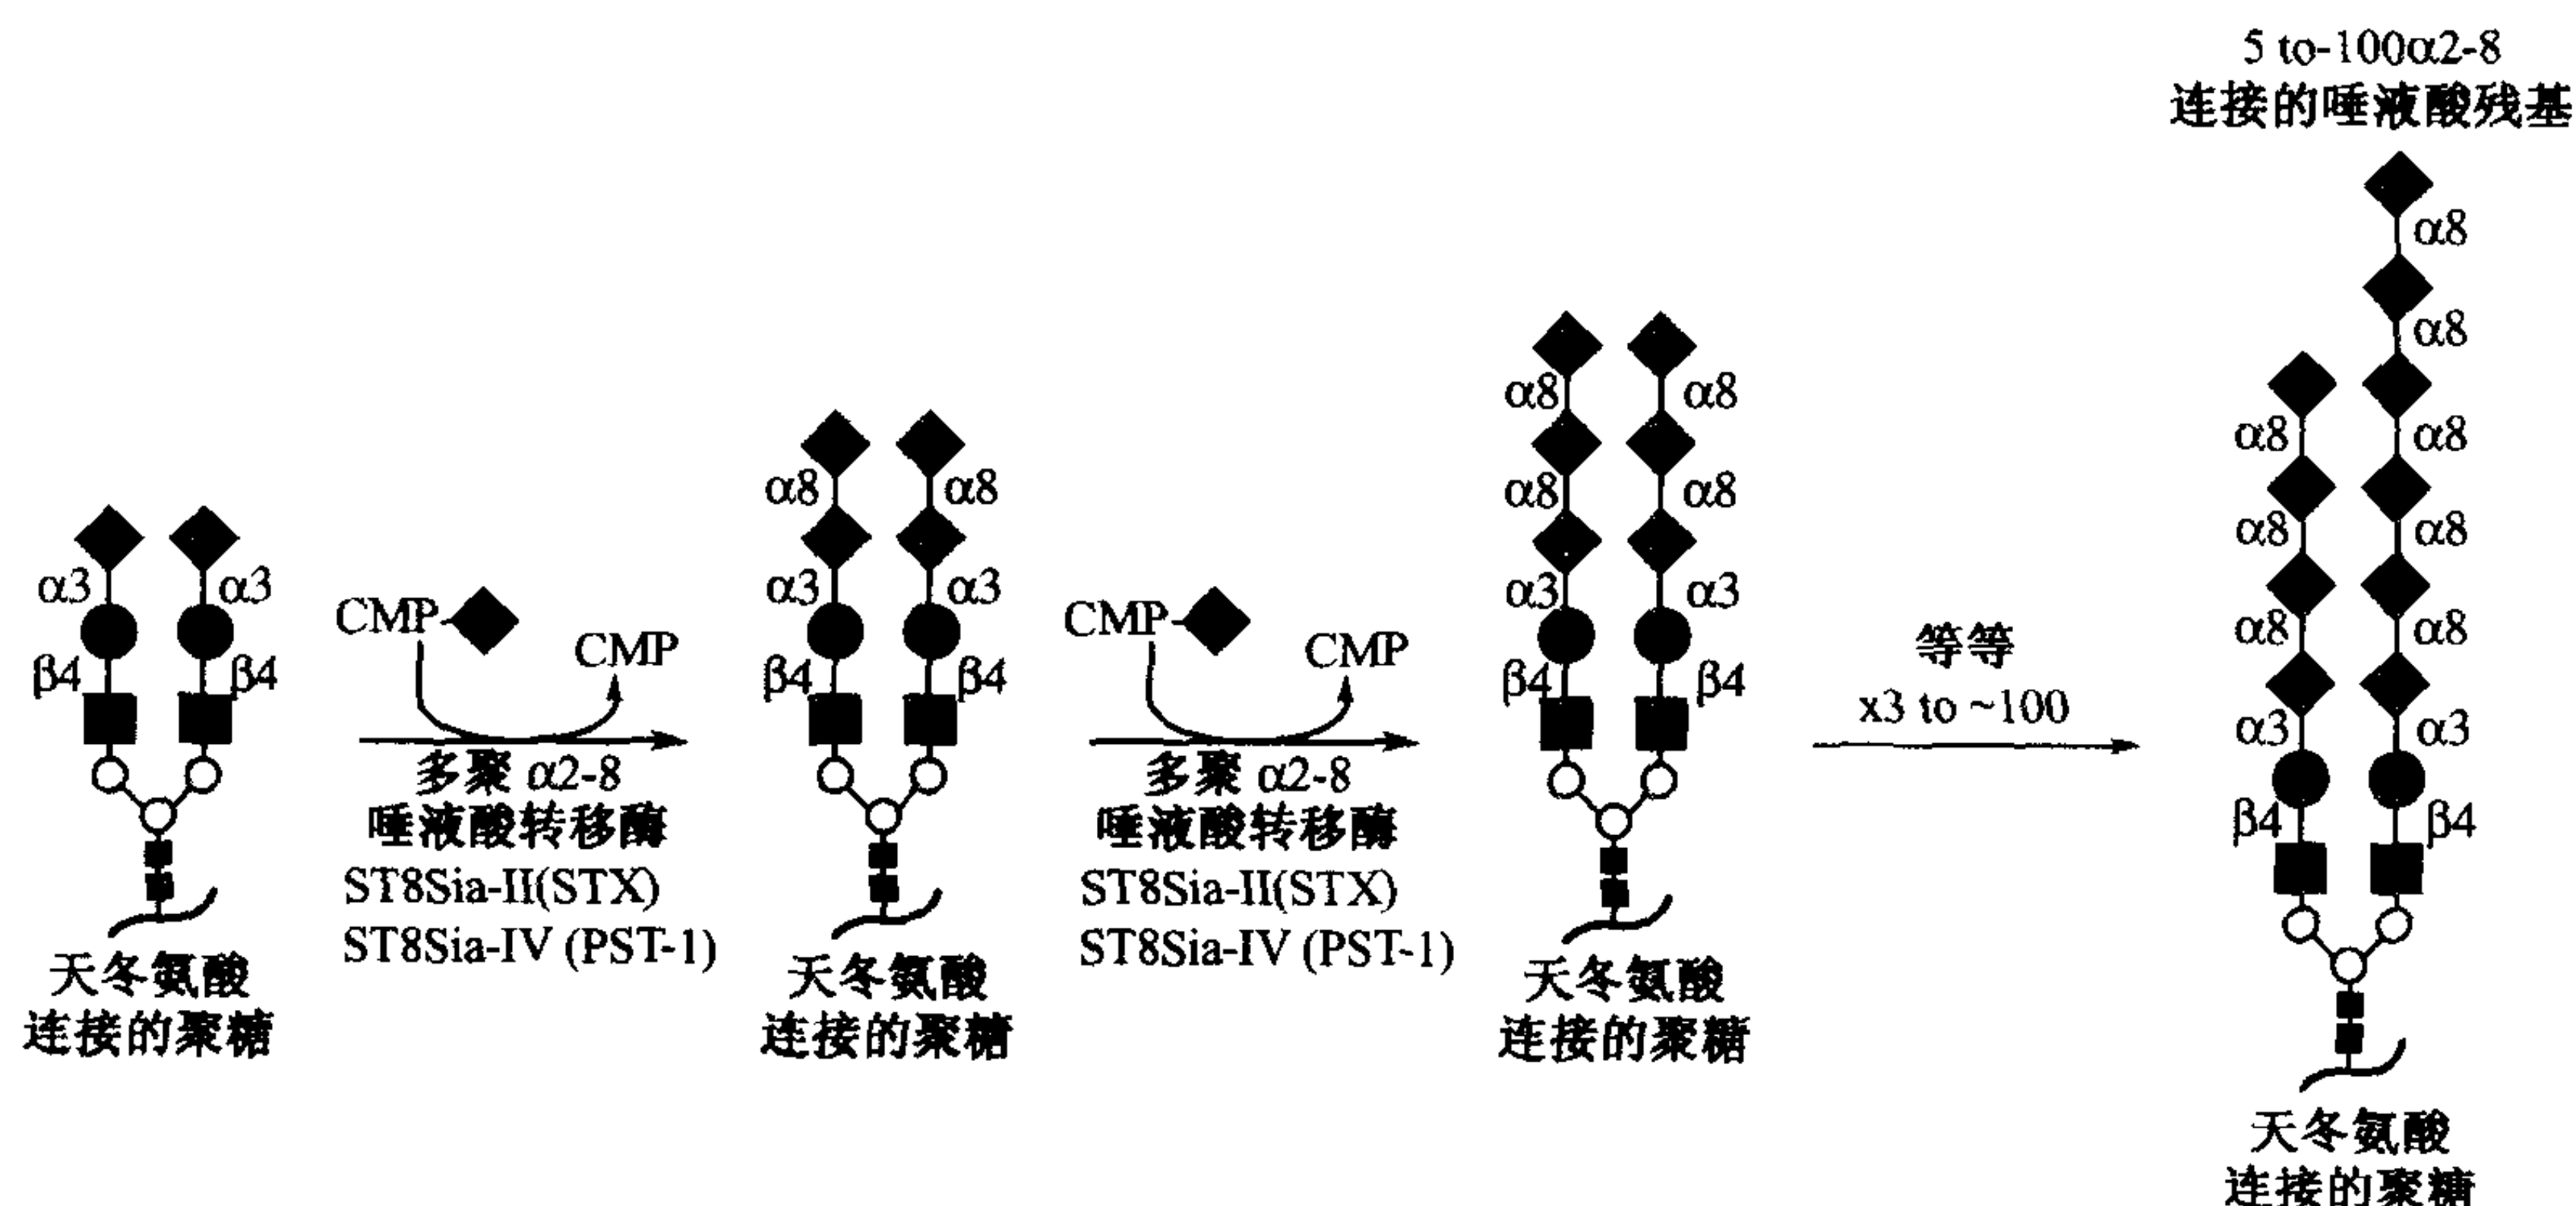 5 to-100α2-8
连接的唾液酸残基
α8
α8
α8
α8
α8
α8
α8
α8
α3
α3
β4
β4
天冬氨酸
连接的聚糖
CMP
CMP
多聚 α2-8
唾液酸转移酶
ST8Sia-II(STX)
ST8Sia-IV (PST-1)
α8
α8
α3
α3
β4
β4
天冬氨酸
连接的聚糖
CMP
CMP
多聚 α2-8
唾液酸转移酶
ST8Sia-II(STX)
ST8Sia-IV (PST-1)
α8
α8
α8
α8
α3
α3
β4
β4
天冬氨酸
连接的聚糖
等等
x3 to ~100
α3
α3
β4
β4
天冬氨酸
连接的聚糖